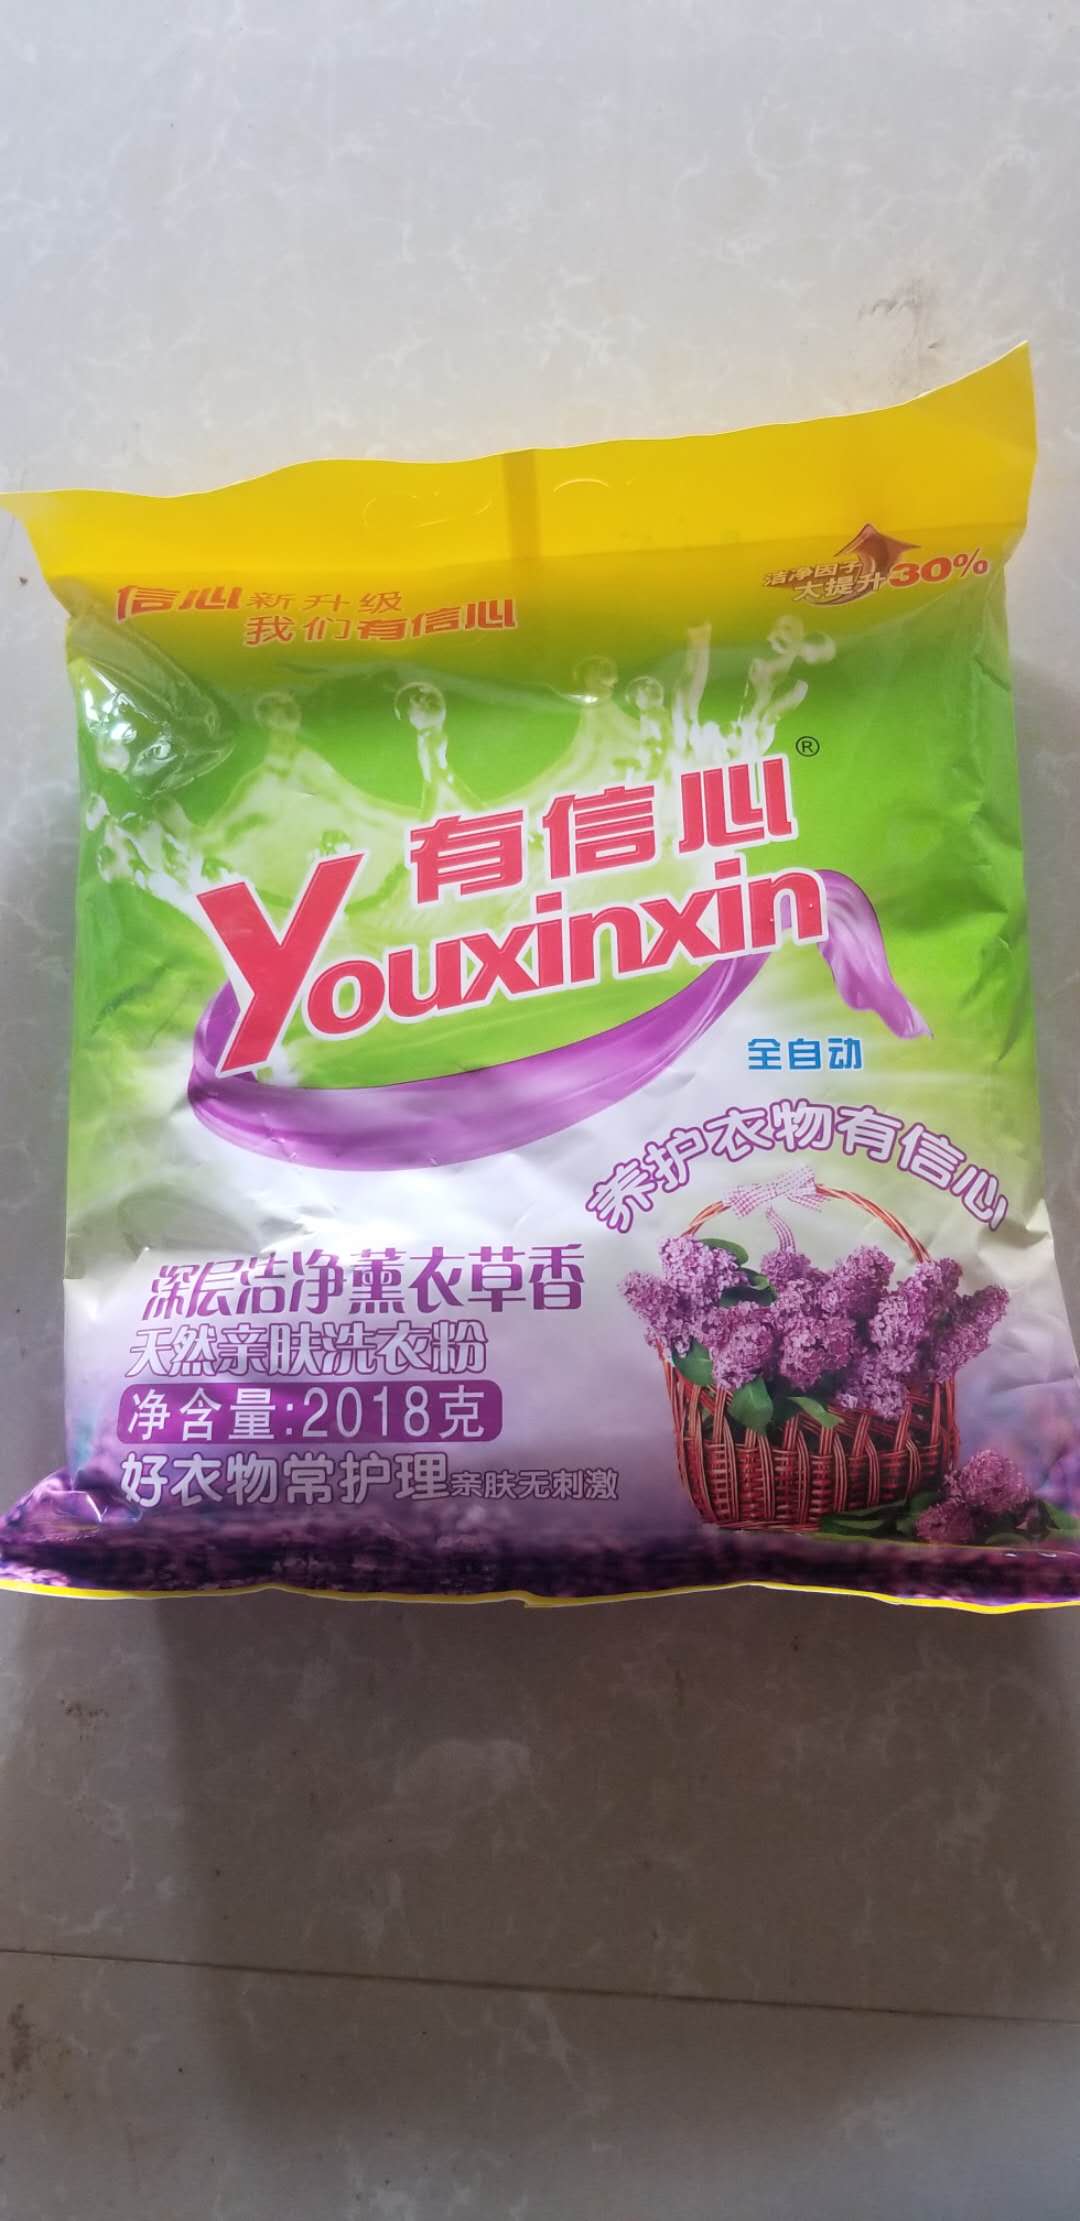 信心新升级
我们有信心
洁净因子
大提升30%
有信心®
Youxinxin
全自动
养护衣物有信心
深层洁净薰衣草香
天然亲肤洗衣粉
净含量:2018克
好衣物常护理亲肤无刺激